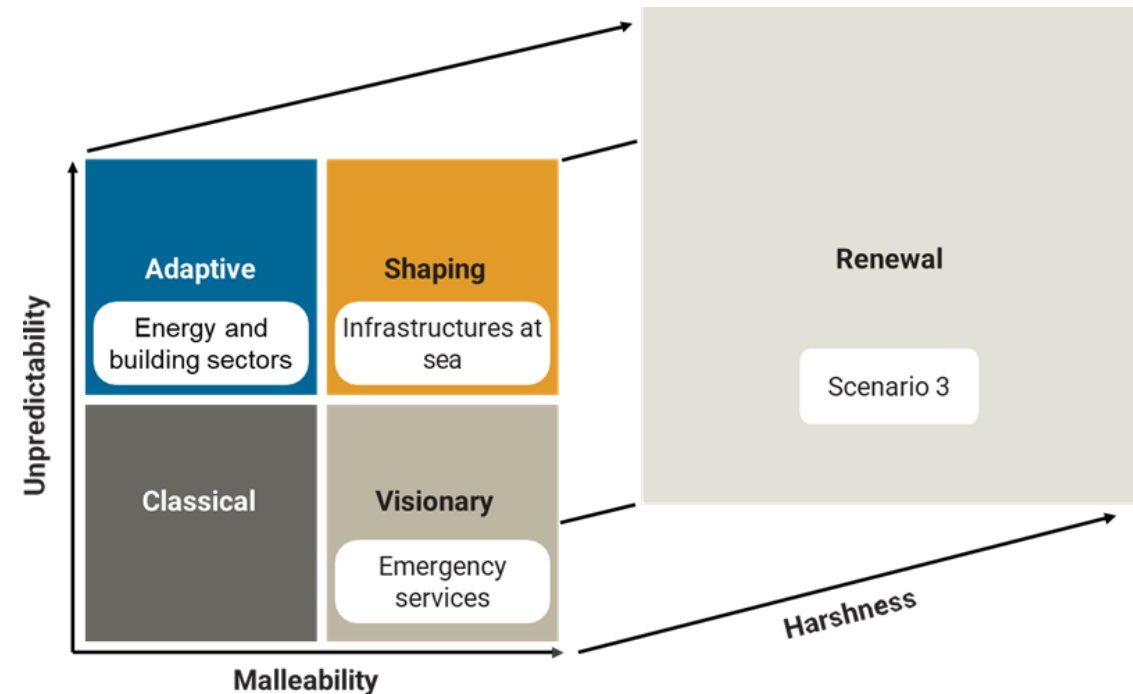 Unpredictability
Adaptive
Energy and
building sectors
Shaping
Infrastructures at
sea
Classical
Visionary
Emergency
services
Malleability
Harshness
Renewal
Scenario 3